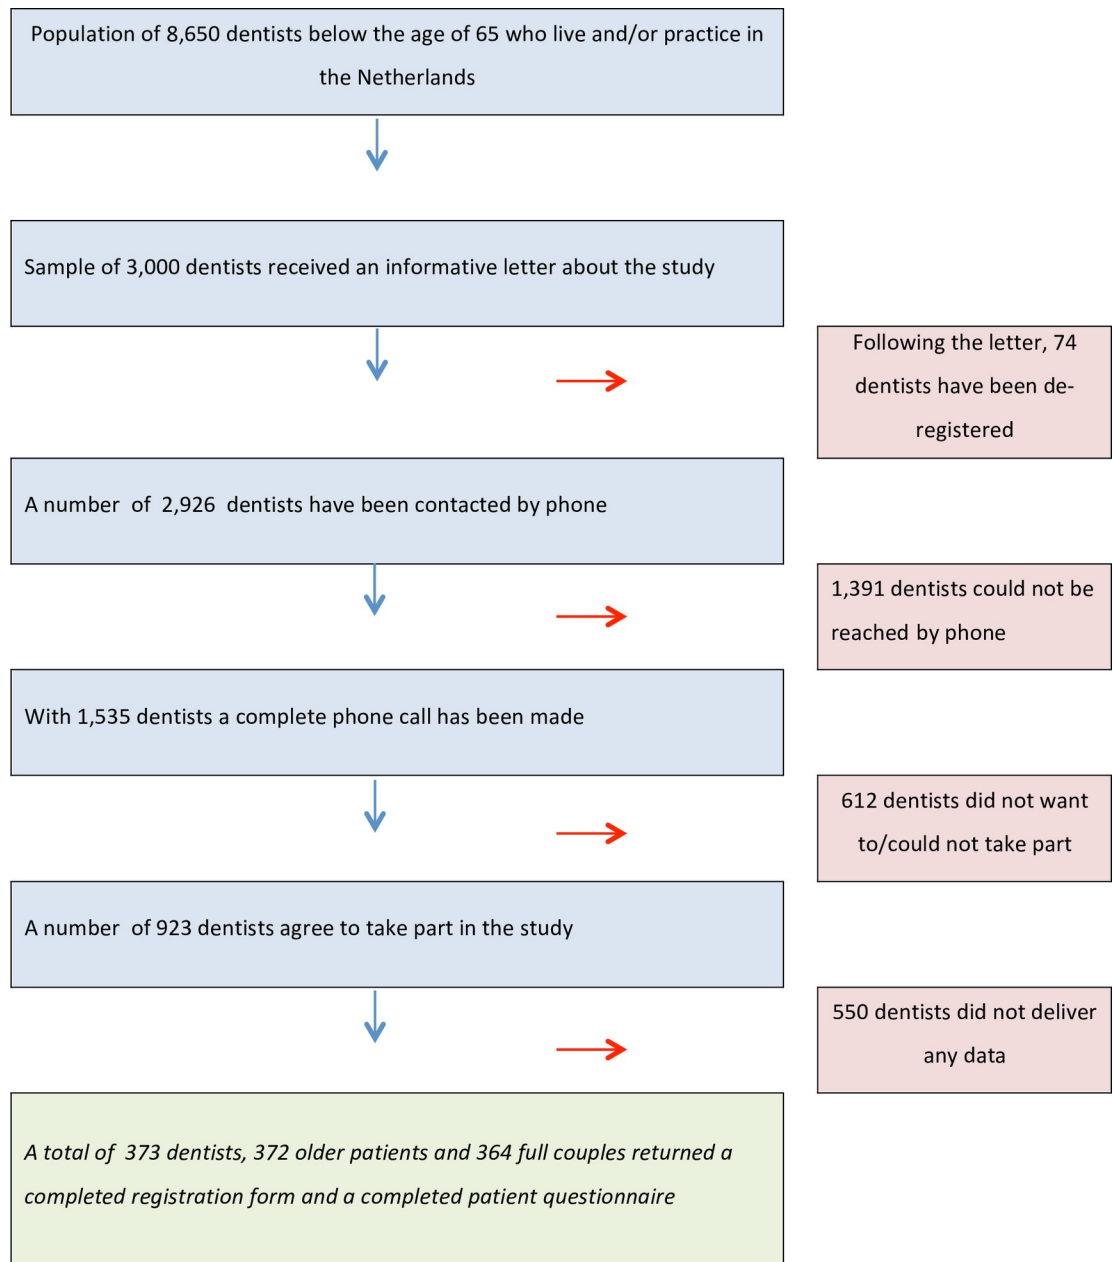 Population of 8,650 dentists below the age of 65 who live and/or practice in
the Netherlands
Sample of 3,000 dentists received an informative letter about the study
Following the letter, 74
dentists have been de-
registered
A number  of  2,926  dentists have been contacted by phone
1,391 dentists could not be
reached by phone
With 1,535 dentists a complete phone call has been made
612 dentists did not want
to/could not take part
A number  of 923 dentists agree to take part in the study
550 dentists did not deliver
any data
A total of  373 dentists, 372 older patients and 364 full couples returned a
completed registration form and a completed patient questionnaire